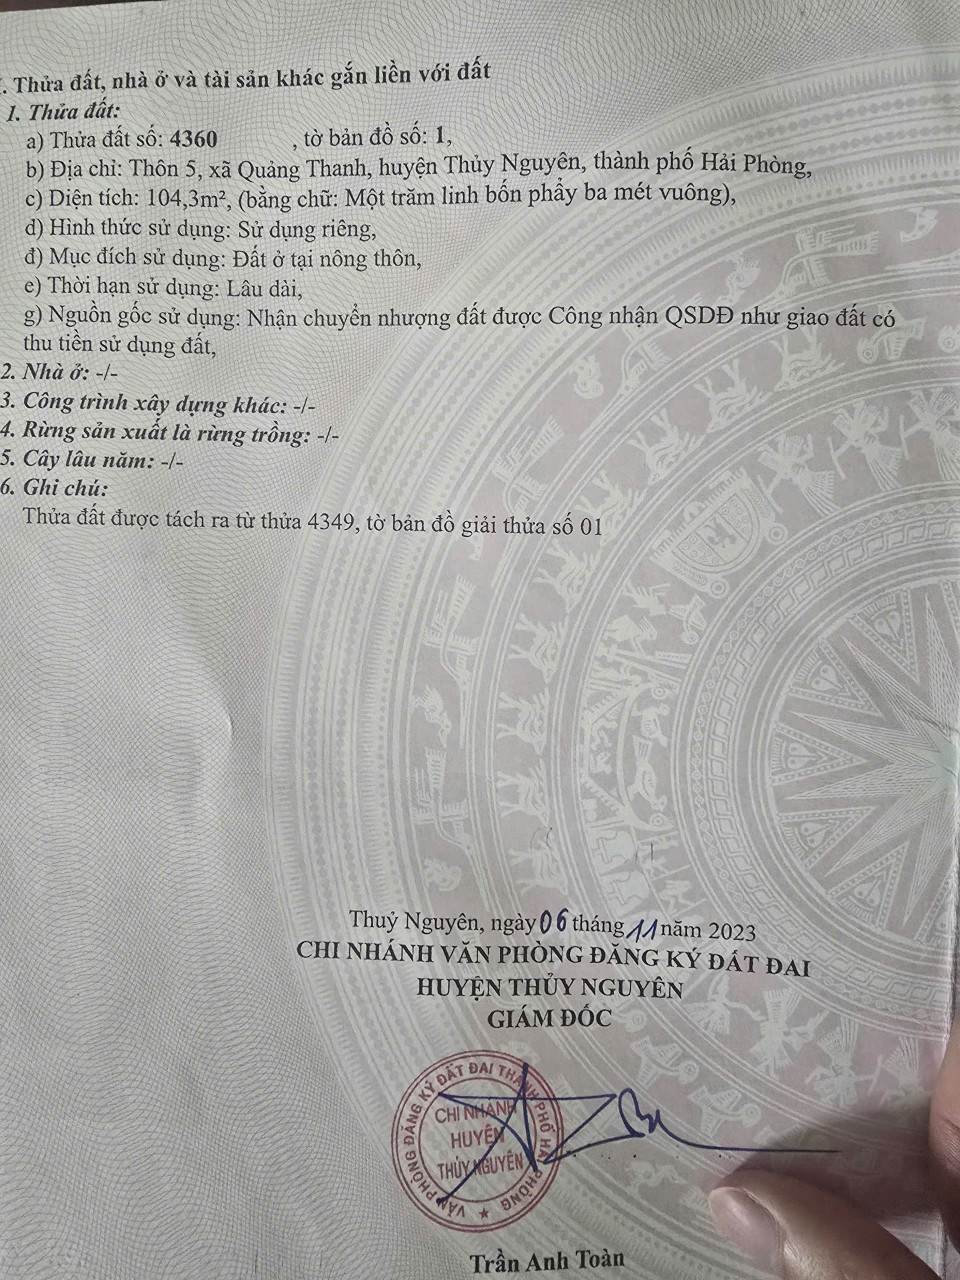 . Thửa đất, nhà ở và tài sản khác gắn liền với đất
1. Thửa đất:
a) Thửa đất số: 4360 , tờ bản đồ số: 1,
b) Địa chỉ: Thôn 5, xã Quảng Thanh, huyện Thủy Nguyên, thành phố Hải Phòng,
c) Diện tích: 104,3m², (bằng chữ: Một trăm linh bốn phẩy ba mét vuông),
d) Hình thức sử dụng: Sử dụng riêng,
đ) Mục đích sử dụng: Đất ở tại nông thôn,
e) Thời hạn sử dụng: Lâu dài,
g) Nguồn gốc sử dụng: Nhận chuyển nhượng đất được Công nhận QSDĐ như giao đất có
thu tiền sử dụng đất,
2. Nhà ở: -/-
3. Công trình xây dựng khác: -/-
4. Rừng sản xuất là rừng trồng: -/-
5. Cây lâu năm: -/-
6. Ghi chú:
Thửa đất được tách ra từ thửa 4349, tờ bản đồ giải thửa số 01
Thuỷ Nguyên, ngày 06 tháng 11 năm 2023
CHI NHÁNH VĂN PHÒNG ĐĂNG KÝ ĐẤT ĐAI
HUYỆN THỦY NGUYÊN
GIÁM ĐỐC
VĂN PHÒNG ĐĂNG KÝ ĐẤT ĐAI THÀNH PHỐ HẢI PHÒNG
CHI NHÁNH
HUYỆN
THỦY NGUYÊN
Trần Anh Toàn